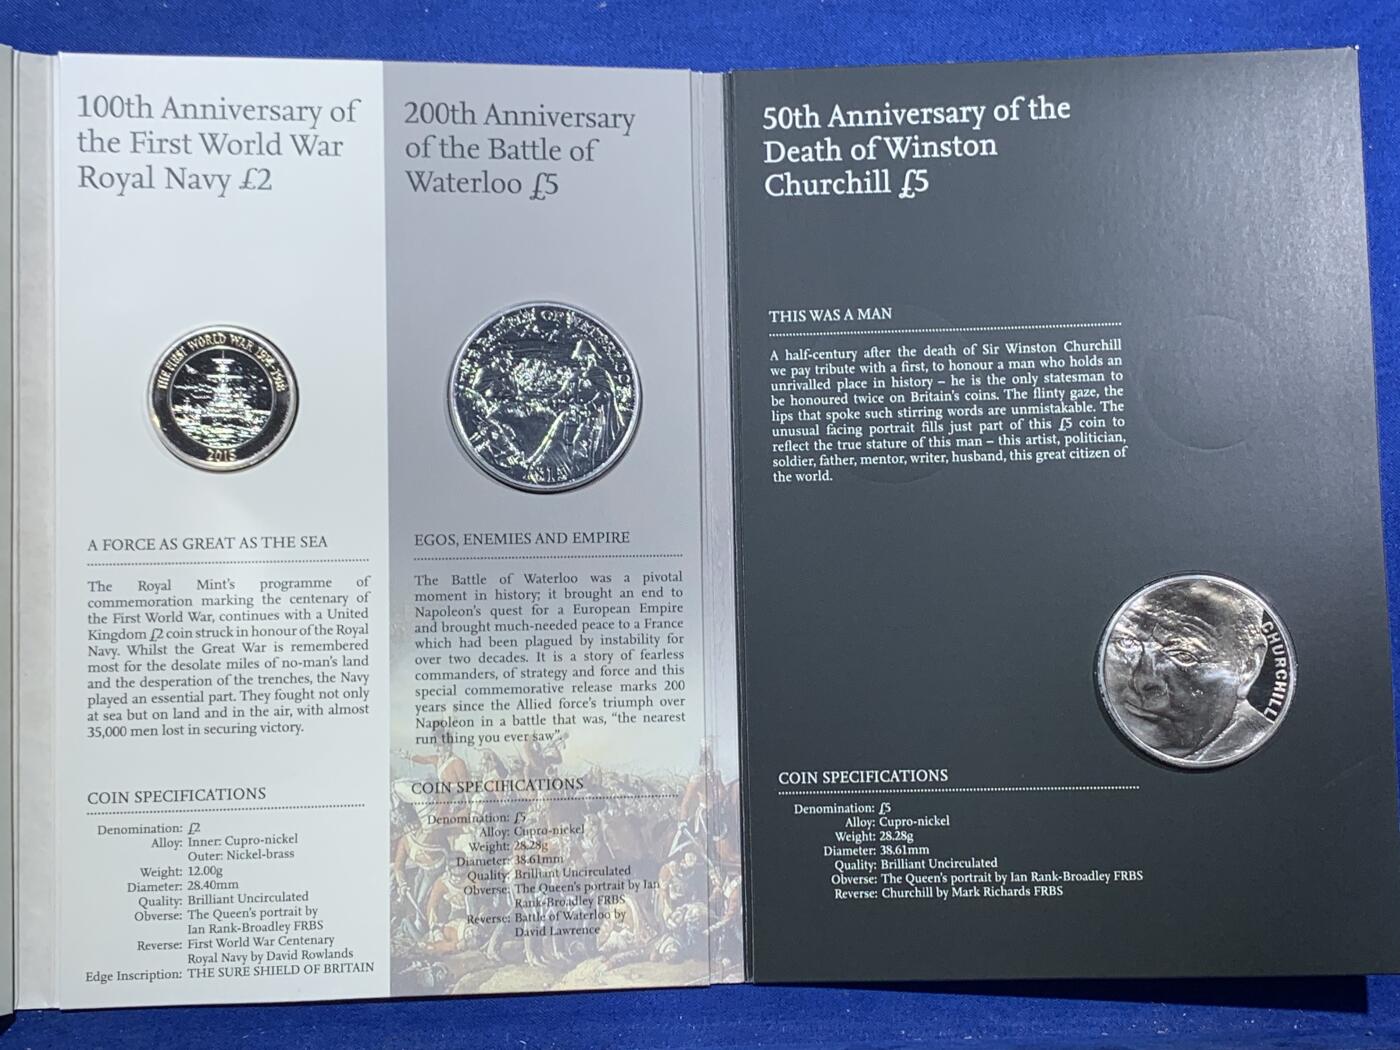 100th Anniversary of
the First World War
Royal Navy £2
THE FIRST WORLD WAR 1914-1918
2015
A FORCE AS GREAT AS THE SEA
The Royal Mint's programme of
commemoration marking the centenary of
the First World War, continues with a United
Kingdom £2 coin struck in honour of the Royal
Navy. Whilst the Great War is remembered
most for the desolate miles of no-man's land
and the desperation of the trenches, the Navy
played an essential part. They fought not only
at sea but on land and in the air, with almost
35,000 men lost in securing victory.
COIN SPECIFICATIONS
Denomination: £2
Alloy: Inner: Cupro-nickel
Outer: Nickel-brass
Weight: 12.00g
Diameter: 28.40mm
Quality: Brilliant Uncirculated
Obverse: The Queen's portrait by
Ian Rank-Broadley FRBS
Reverse: First World War Centenary
Royal Navy by David Rowlands
Edge Inscription: THE SURE SHIELD OF BRITAIN
200th Anniversary
of the Battle of
Waterloo £5
EGOS, ENEMIES AND EMPIRE
The Battle of Waterloo was a pivotal
moment in history; it brought an end to
Napoleon's quest for a European Empire
and brought much-needed peace to a France
which had been plagued by instability for
over two decades. It is a story of fearless
commanders, of strategy and force and this
special commemorative release marks 200
years since the Allied force's triumph over
Napoleon in a battle that was, "the nearest
run thing you ever saw".
COIN SPECIFICATIONS
Denomination: £5
Alloy: Cupro-nickel
Weight: 28.28g
Diameter: 38.61mm
Quality: Brilliant Uncirculated
Obverse: The Queen's portrait by Ian
Rank-Broadley FRBS
Reverse: Battle of Waterloo by
David Lawrence
50th Anniversary of the
Death of Winston
Churchill £5
THIS WAS A MAN
A half-century after the death of Sir Winston Churchill
we pay tribute with a first, to honour a man who holds an
unrivalled place in history – he is the only statesman to
be honoured twice on Britain's coins. The flinty gaze, the
lips that spoke such stirring words are unmistakable. The
unusual facing portrait fills just part of this £5 coin to
reflect the true stature of this man – this artist, politician,
soldier, father, mentor, writer, husband, this great citizen of
the world.
CHURCHILL
COIN SPECIFICATIONS
Denomination: £5
Alloy: Cupro-nickel
Weight: 28.28g
Diameter: 38.61mm
Quality: Brilliant Uncirculated
Obverse: The Queen's portrait by Ian Rank-Broadley FRBS
Reverse: Churchill by Mark Richards FRBS